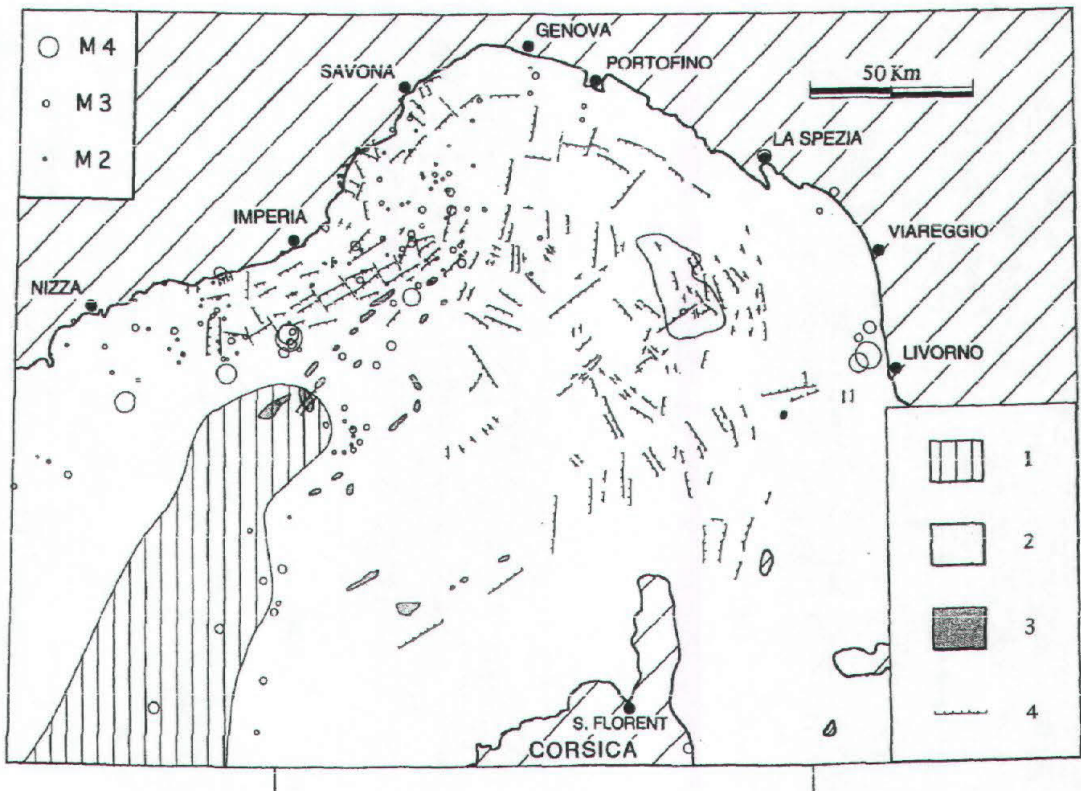 M 4
M 3
M 2
GENOVA
PORTOFINO
SAVONA
50 Km
LA SPEZIA
IMPERIA
VIAREGGIO
NIZZA
LIVORNO
1
2
3
4
S. FLORENT
CORSICA